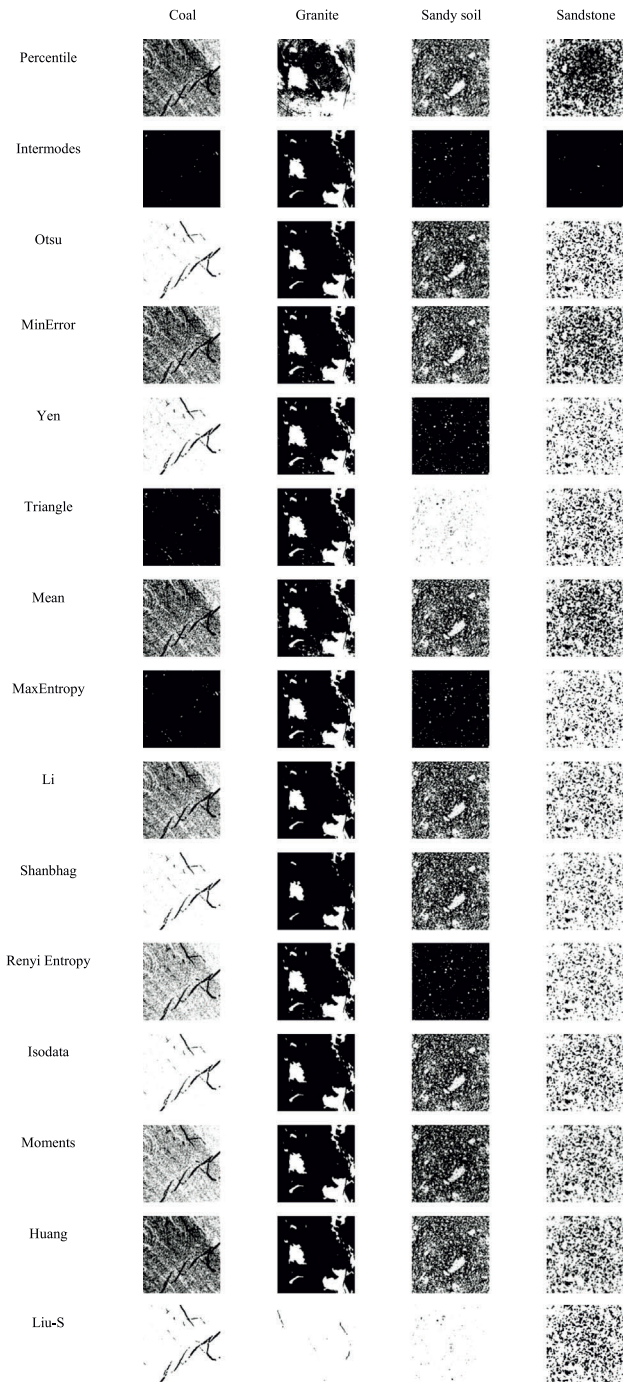 Coal Granite Sandy soil Sandstone
Percentile
Intermodes
Otsu
MinError
Yen
Triangle
Mean
MaxEntropy
Li
Shanbhag
Renyi Entropy
Isodata
Moments
Huang
Liu-S